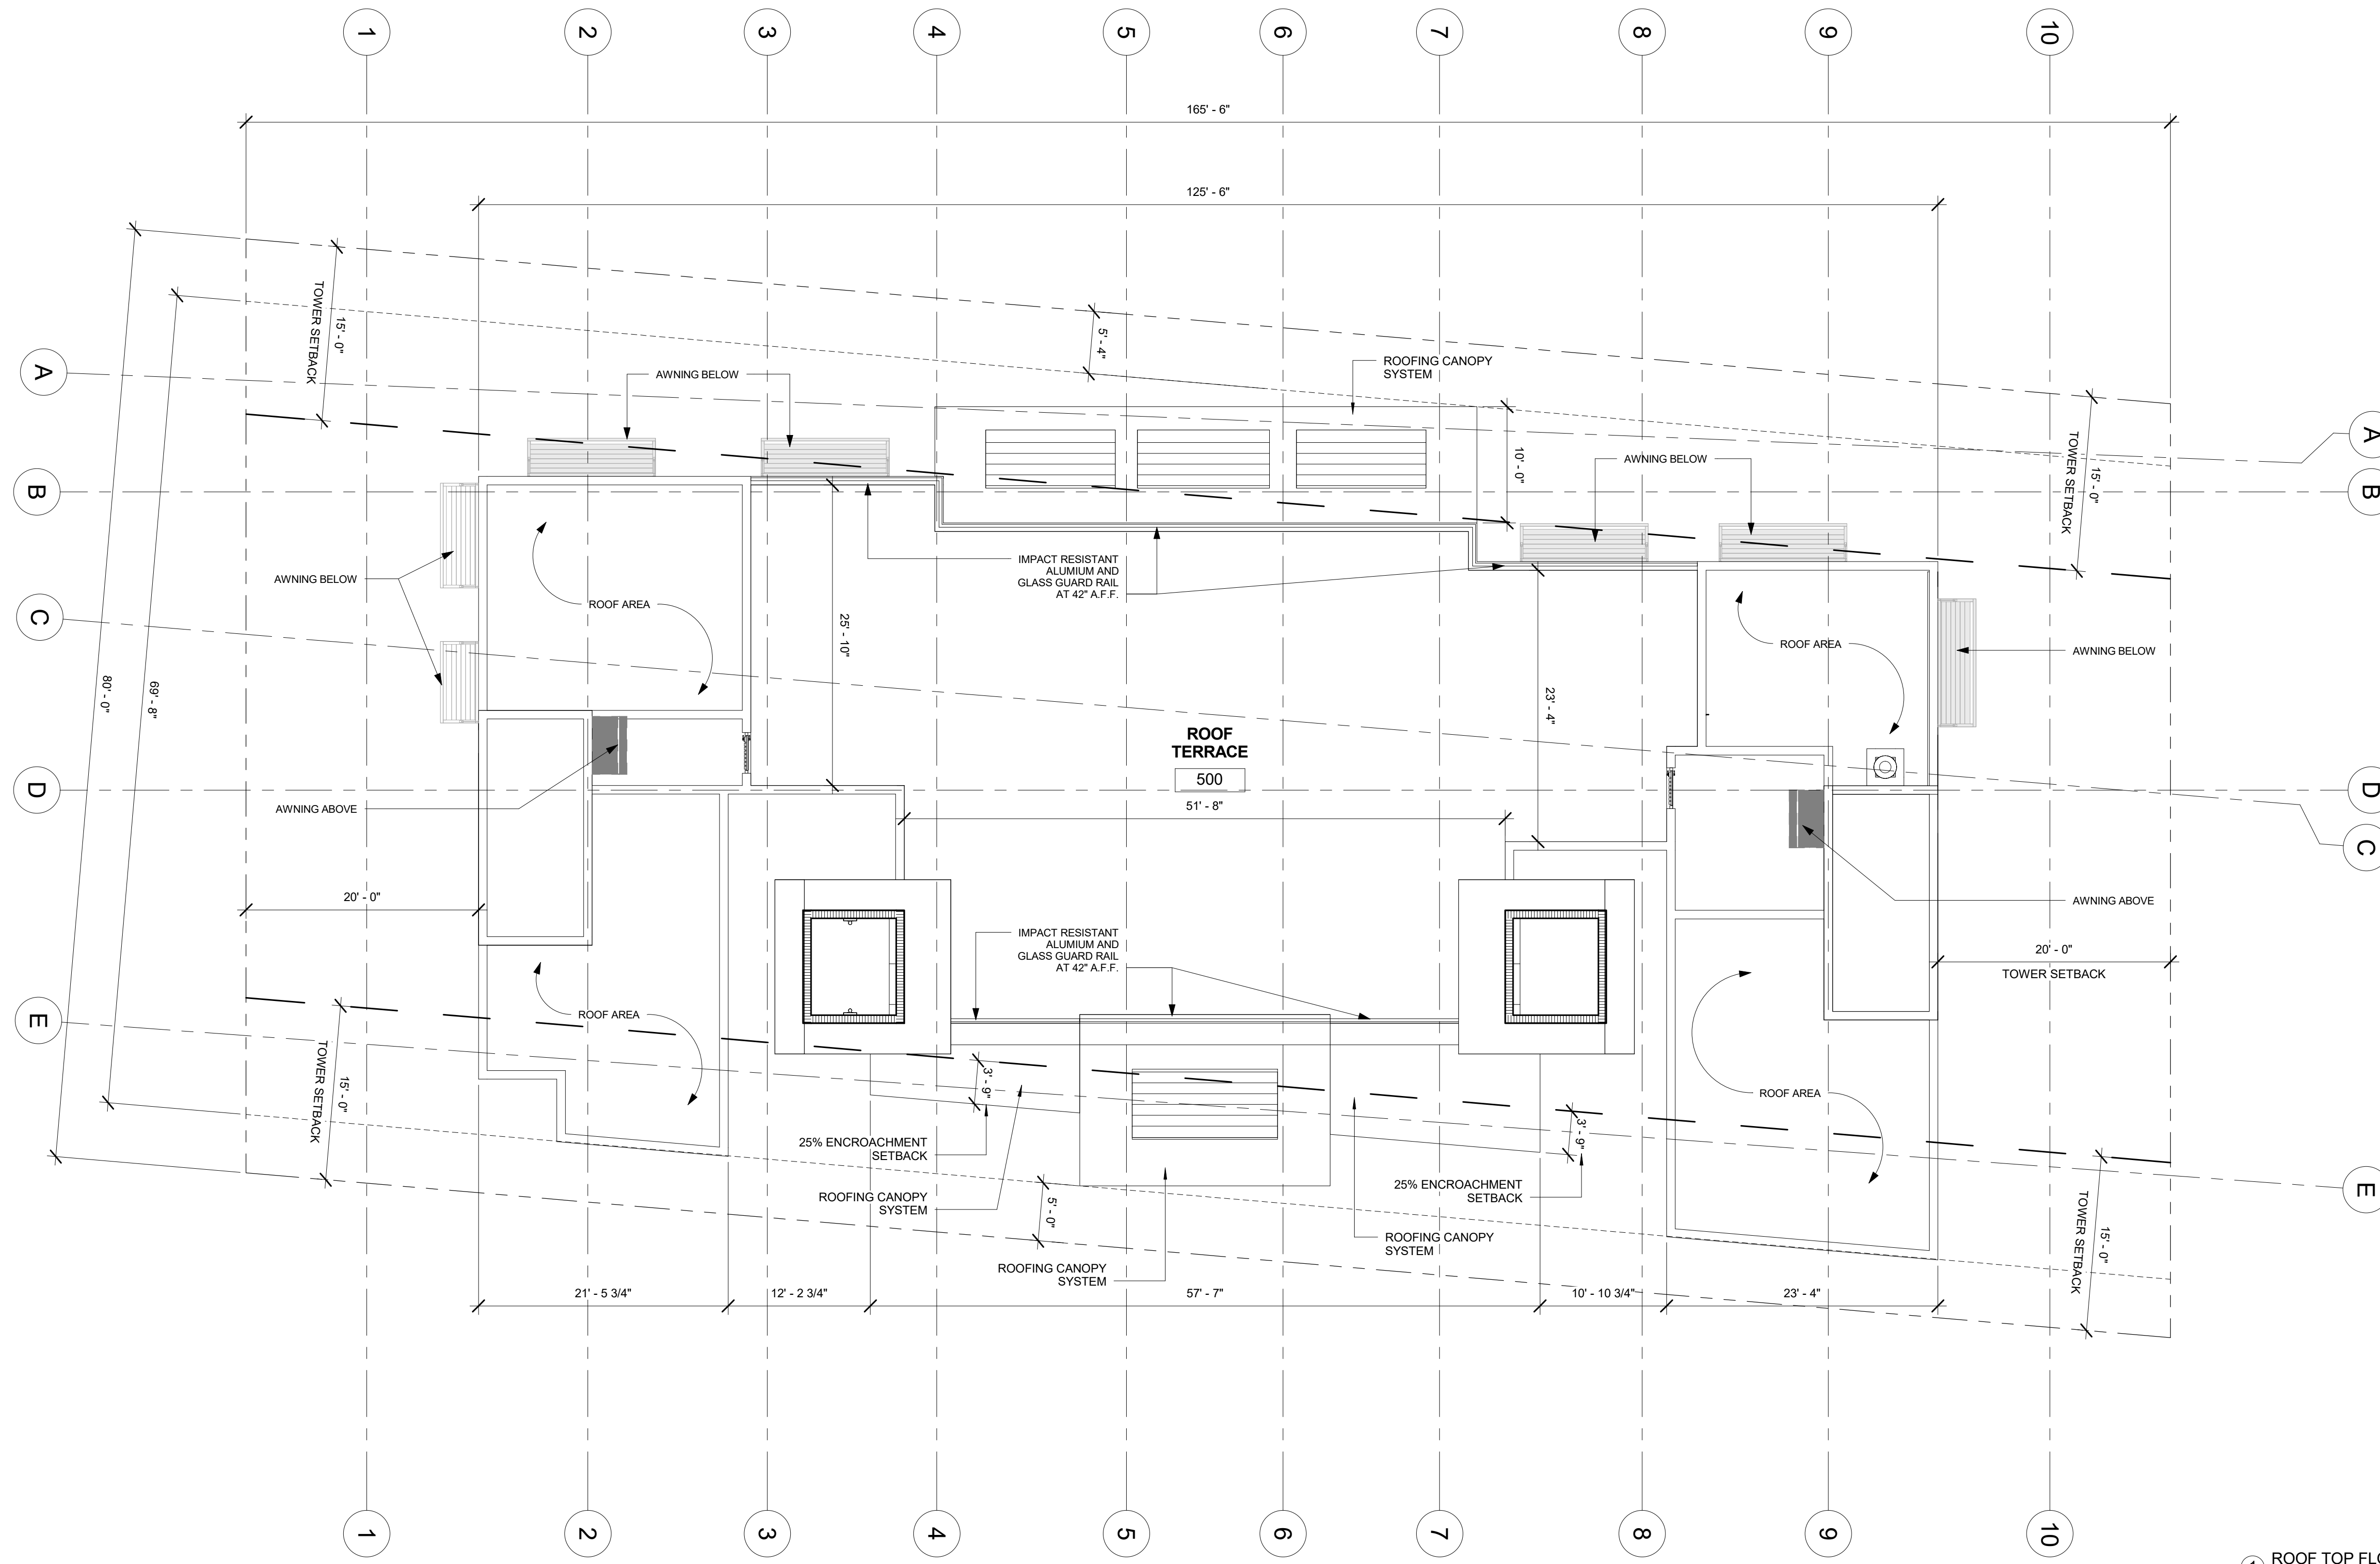 1
2
3
4
5
6
7
8
9
10
165' - 6"
125' - 6"
TOWER SETBACK
15' - 0"
5' - 4"
ROOFING CANOPY
SYSTEM
A
AWNING BELOW
10' - 0"
AWNING BELOW
TOWER SETBACK
15' - 0"
A
B
B
IMPACT RESISTANT
ALUMIUM AND
GLASS GUARD RAIL
AT 42" A.F.F.
AWNING BELOW
ROOF AREA
25' - 10"
C
ROOF AREA
AWNING BELOW
80' - 0"
69' - 8"
23' - 4"
ROOF
TERRACE
500
D
D
51' - 8"
AWNING ABOVE
C
20' - 0"
AWNING ABOVE
IMPACT RESISTANT
ALUMIUM AND
GLASS GUARD RAIL
AT 42" A.F.F.
20' - 0"
TOWER SETBACK
E
ROOF AREA
TOWER SETBACK
15' - 0"
3' - 9"
ROOF AREA
25% ENCROACHMENT
SETBACK
3' - 9"
25% ENCROACHMENT
SETBACK
E
ROOFING CANOPY
SYSTEM
5' - 0"
ROOFING CANOPY
SYSTEM
TOWER SETBACK
15' - 0"
ROOFING CANOPY
SYSTEM
21' - 5 3/4"
12' - 2 3/4"
57' - 7"
10' - 10 3/4"
23' - 4"
1
2
3
4
5
6
7
8
9
10
ROOF TOP